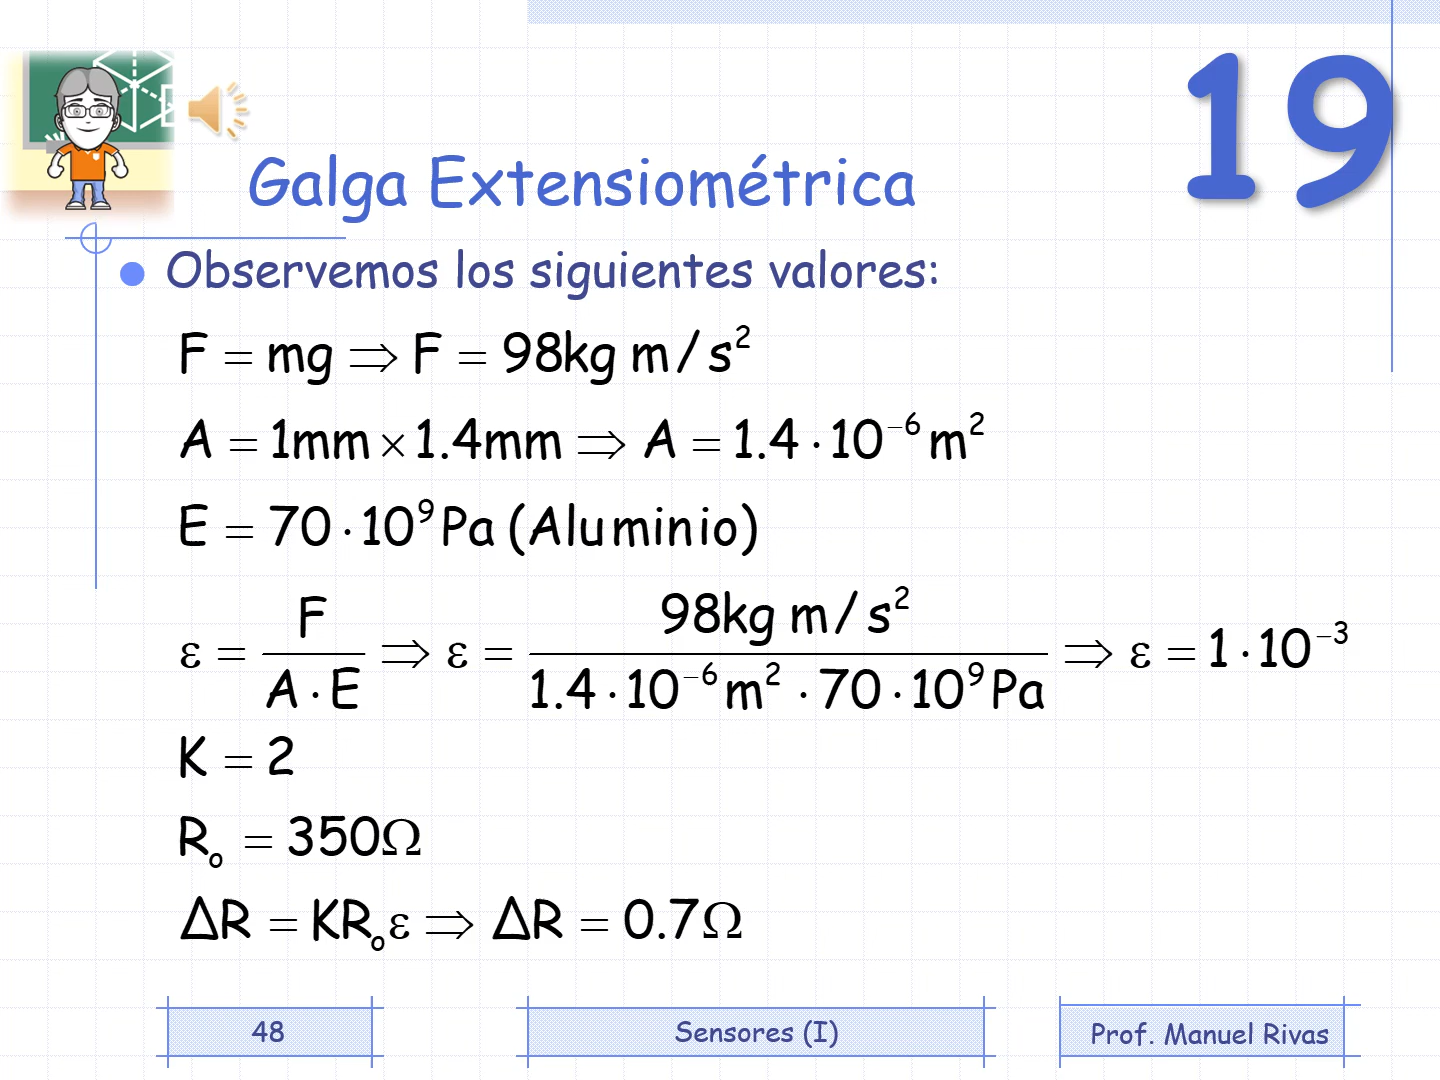 19
Galga Extensiométrica
Observemos los siguientes valores:
F = mg ⇒ F = 98kg m/s²
A = 1mm × 1.4mm ⇒ A = 1.4 · 10⁻⁶ m²
E = 70 · 10⁹ Pa (Aluminio)
ε = F / (A · E) ⇒ ε = 98kg m/s² / (1.4 · 10⁻⁶ m² · 70 · 10⁹ Pa) ⇒ ε = 1 · 10⁻³
K = 2
R₀ = 350Ω
ΔR = KR₀ε ⇒ ΔR = 0.7Ω
48
Sensores (I)
Prof. Manuel Rivas